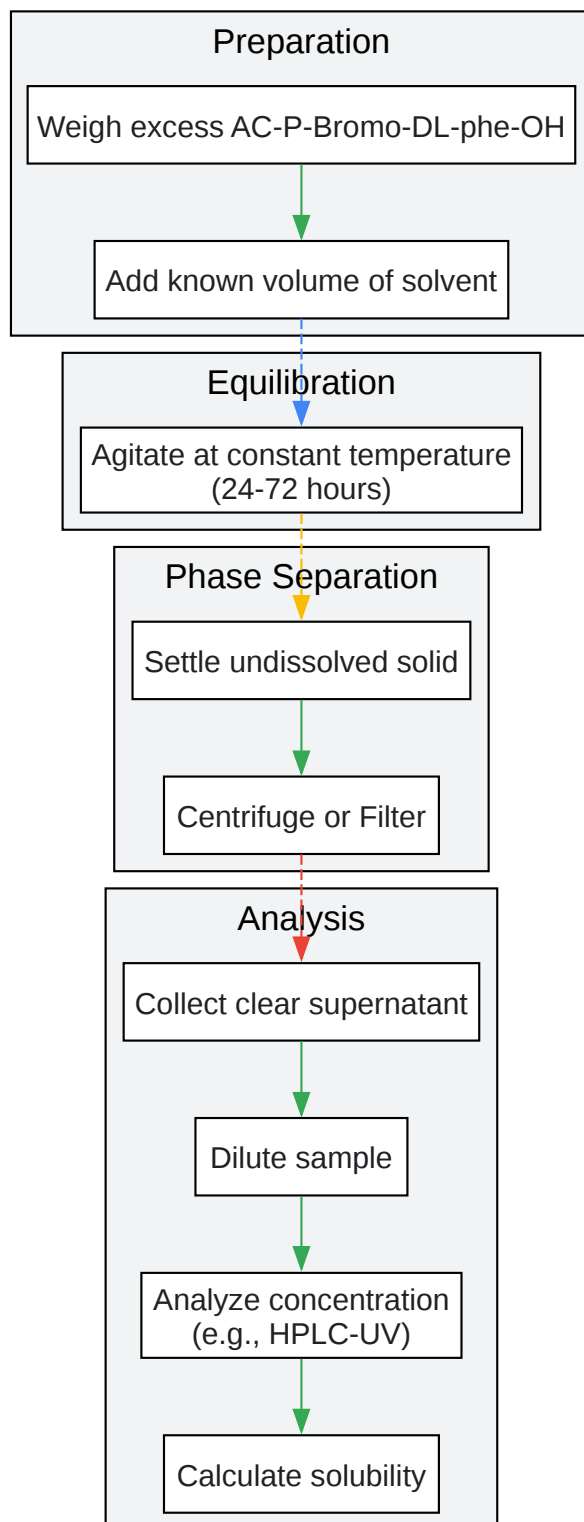 Preparation
Weigh excess AC-P-Bromo-DL-phe-OH
Add known volume of solvent
Equilibration
Agitate at constant temperature
(24-72 hours)
Phase Separation
Settle undissolved solid
Centrifuge or Filter
Analysis
Collect clear supernatant
Dilute sample
Analyze concentration
(e.g., HPLC-UV)
Calculate solubility